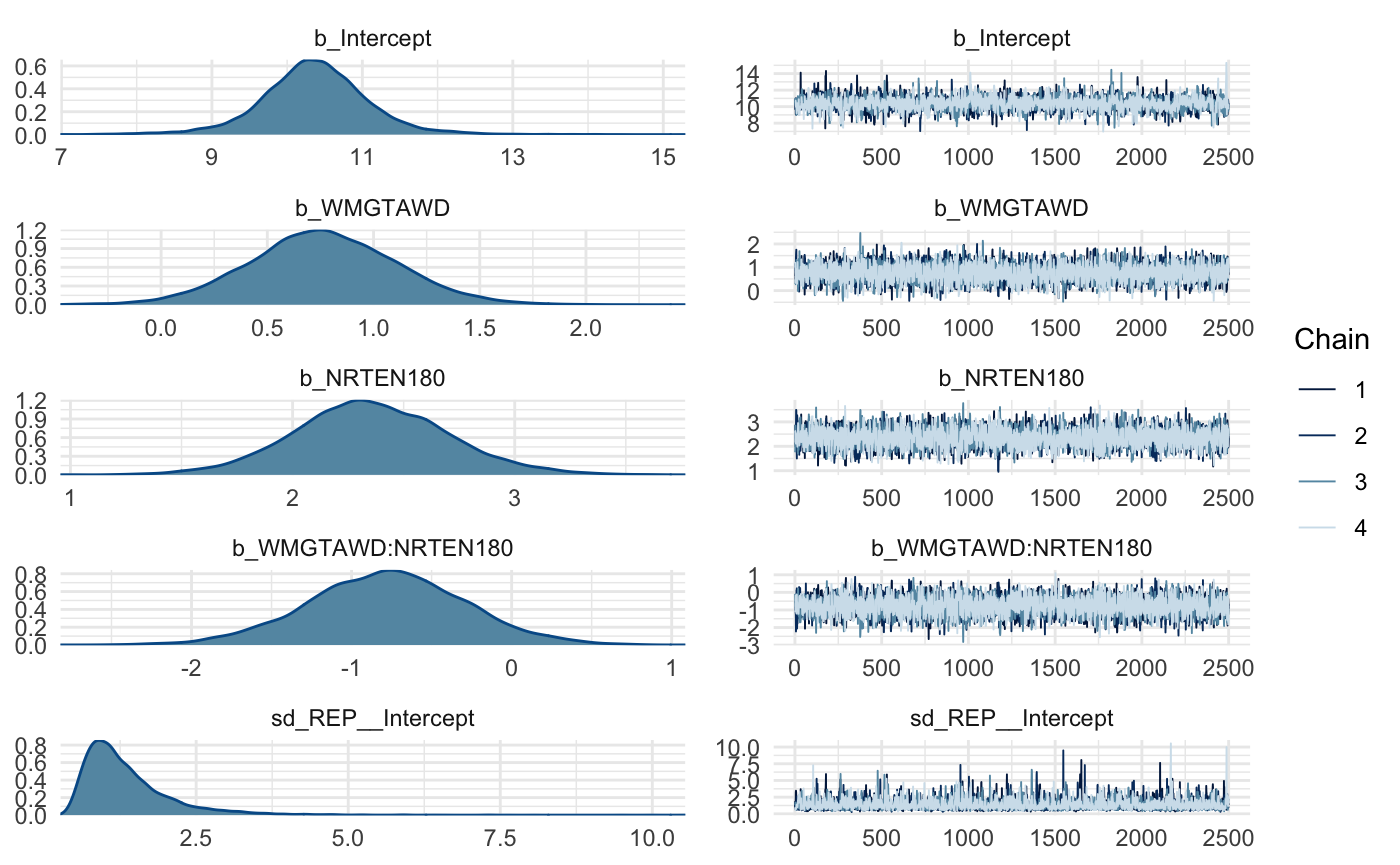 b_Intercept
0.6
0.4
0.2
0.0
7 9 11 13 15
b_Intercept
14
12
10
8
0 500 1000 1500 2000 2500
b_WMGTAWD
1.2
0.9
0.6
0.3
0.0
0.0 0.5 1.0 1.5 2.0
b_WMGTAWD
2
1
0
0 500 1000 1500 2000 2500
b_NRTEN180
1.2
0.9
0.6
0.3
0.0
1 2 3
b_NRTEN180
3
2
1
0 500 1000 1500 2000 2500
b_WMGTAWD:NRTEN180
0.8
0.6
0.4
0.2
0.0
-2 -1 0 1
b_WMGTAWD:NRTEN180
1
0
-1
-2
-3
0 500 1000 1500 2000 2500
sd_REP__Intercept
0.8
0.6
0.4
0.2
0.0
2.5 5.0 7.5 10.0
sd_REP__Intercept
10.0
7.5
5.0
2.5
0.0
0 500 1000 1500 2000 2500
Chain
1
2
3
4